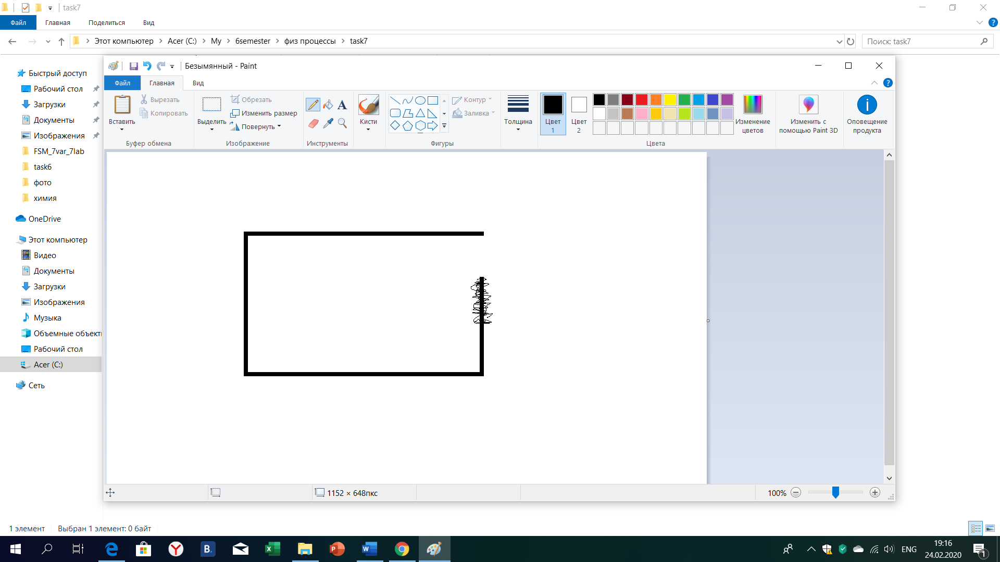 task7
Файл Главная Поделиться Вид
Этот компьютер Acer (C:) My 6semester физ процессы task7
Поиск: task7
Быстрый доступ
Рабочий стол
Загрузки
Документы
Изображения
FSM_7var_7lab
task6
фото
химия
OneDrive
Этот компьютер
Видео
Документы
Загрузки
Изображения
Музыка
Объемные объект
Рабочий стол
Acer (C:)
Сеть
Безымянный - Paint
Файл Главная Вид
Вставить
Вырезать
Копировать
Буфер обмена
Выделить
Обрезать
Изменить размер
Повернуть
Изображение
Инструменты
Кисти
Контур
Заливка
Фигуры
Толщина
Цвет
1
Цвет
2
Изменение
цветов
Цвета
Изменить с
помощью Paint 3D
Оповещение
продукта
1152 × 648пкс
100%
1 элемент Выбран 1 элемент: 0 байт
ENG
19:16
24.02.2020
1